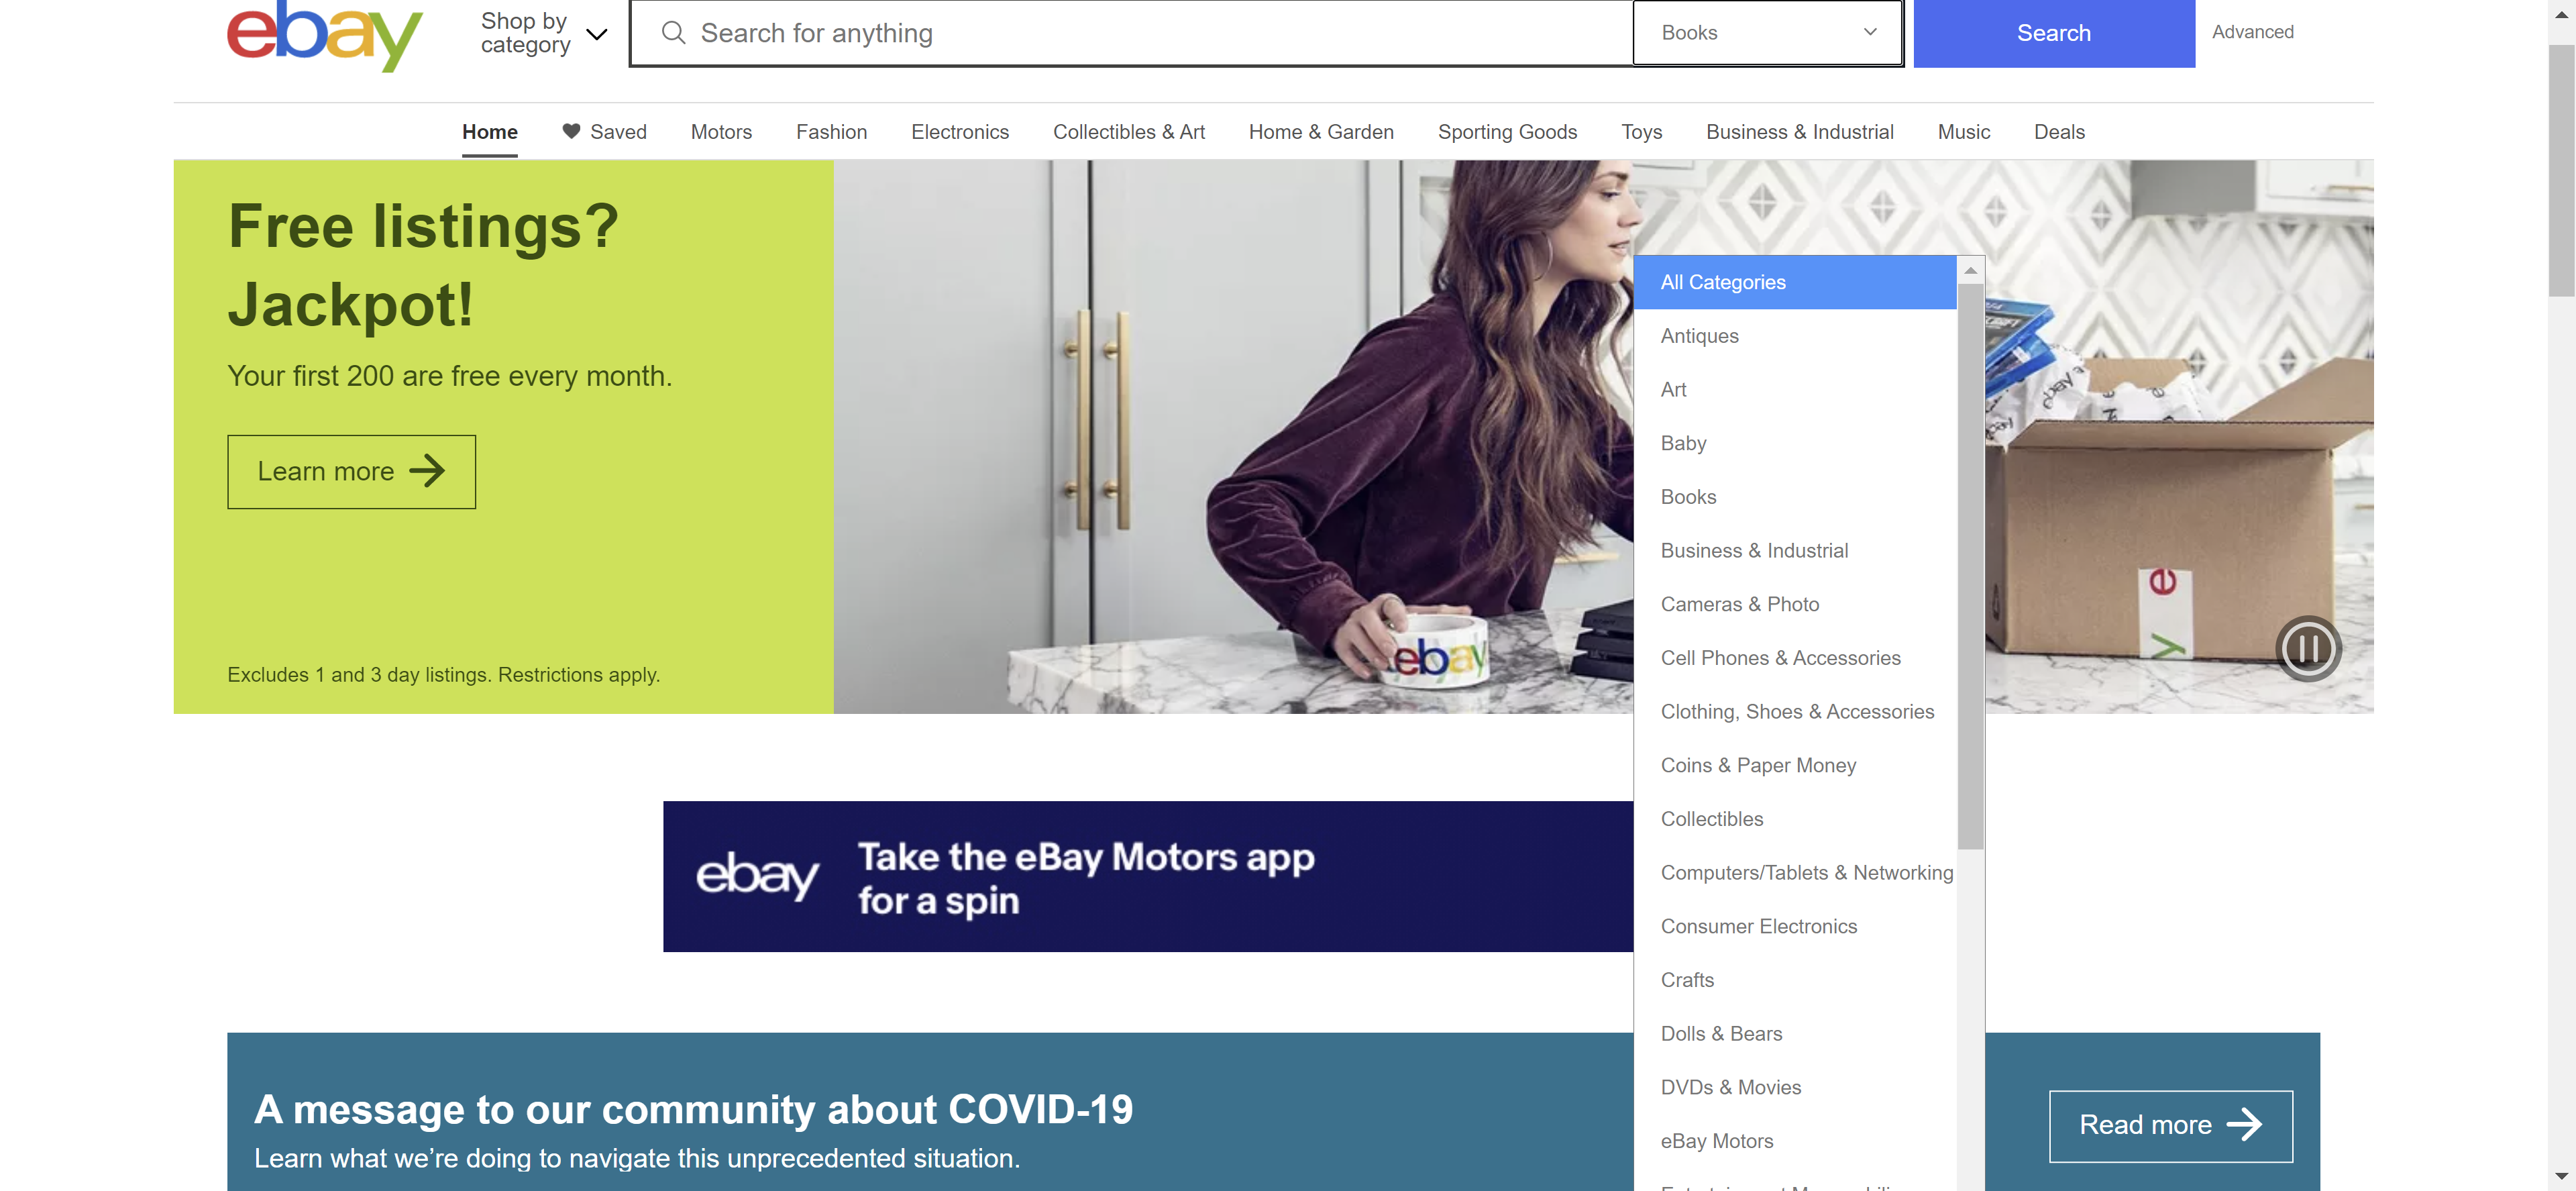 ebay
Shop by
category
Search for anything
Books
Search
Advanced
Home
Saved
Motors
Fashion
Electronics
Collectibles & Art
Home & Garden
Sporting Goods
Toys
Business & Industrial
Music
Deals
Free listings?
Jackpot!
Your first 200 are free every month.
Learn more
Excludes 1 and 3 day listings. Restrictions apply.
ebay
ebay
e
y
All Categories
Antiques
Art
Baby
Books
Business & Industrial
Cameras & Photo
Cell Phones & Accessories
Clothing, Shoes & Accessories
Coins & Paper Money
Collectibles
Computers/Tablets & Networking
Consumer Electronics
Crafts
Dolls & Bears
DVDs & Movies
eBay Motors
ebay
Take the eBay Motors app
for a spin
A message to our community about COVID-19
Learn what we’re doing to navigate this unprecedented situation.
Read more